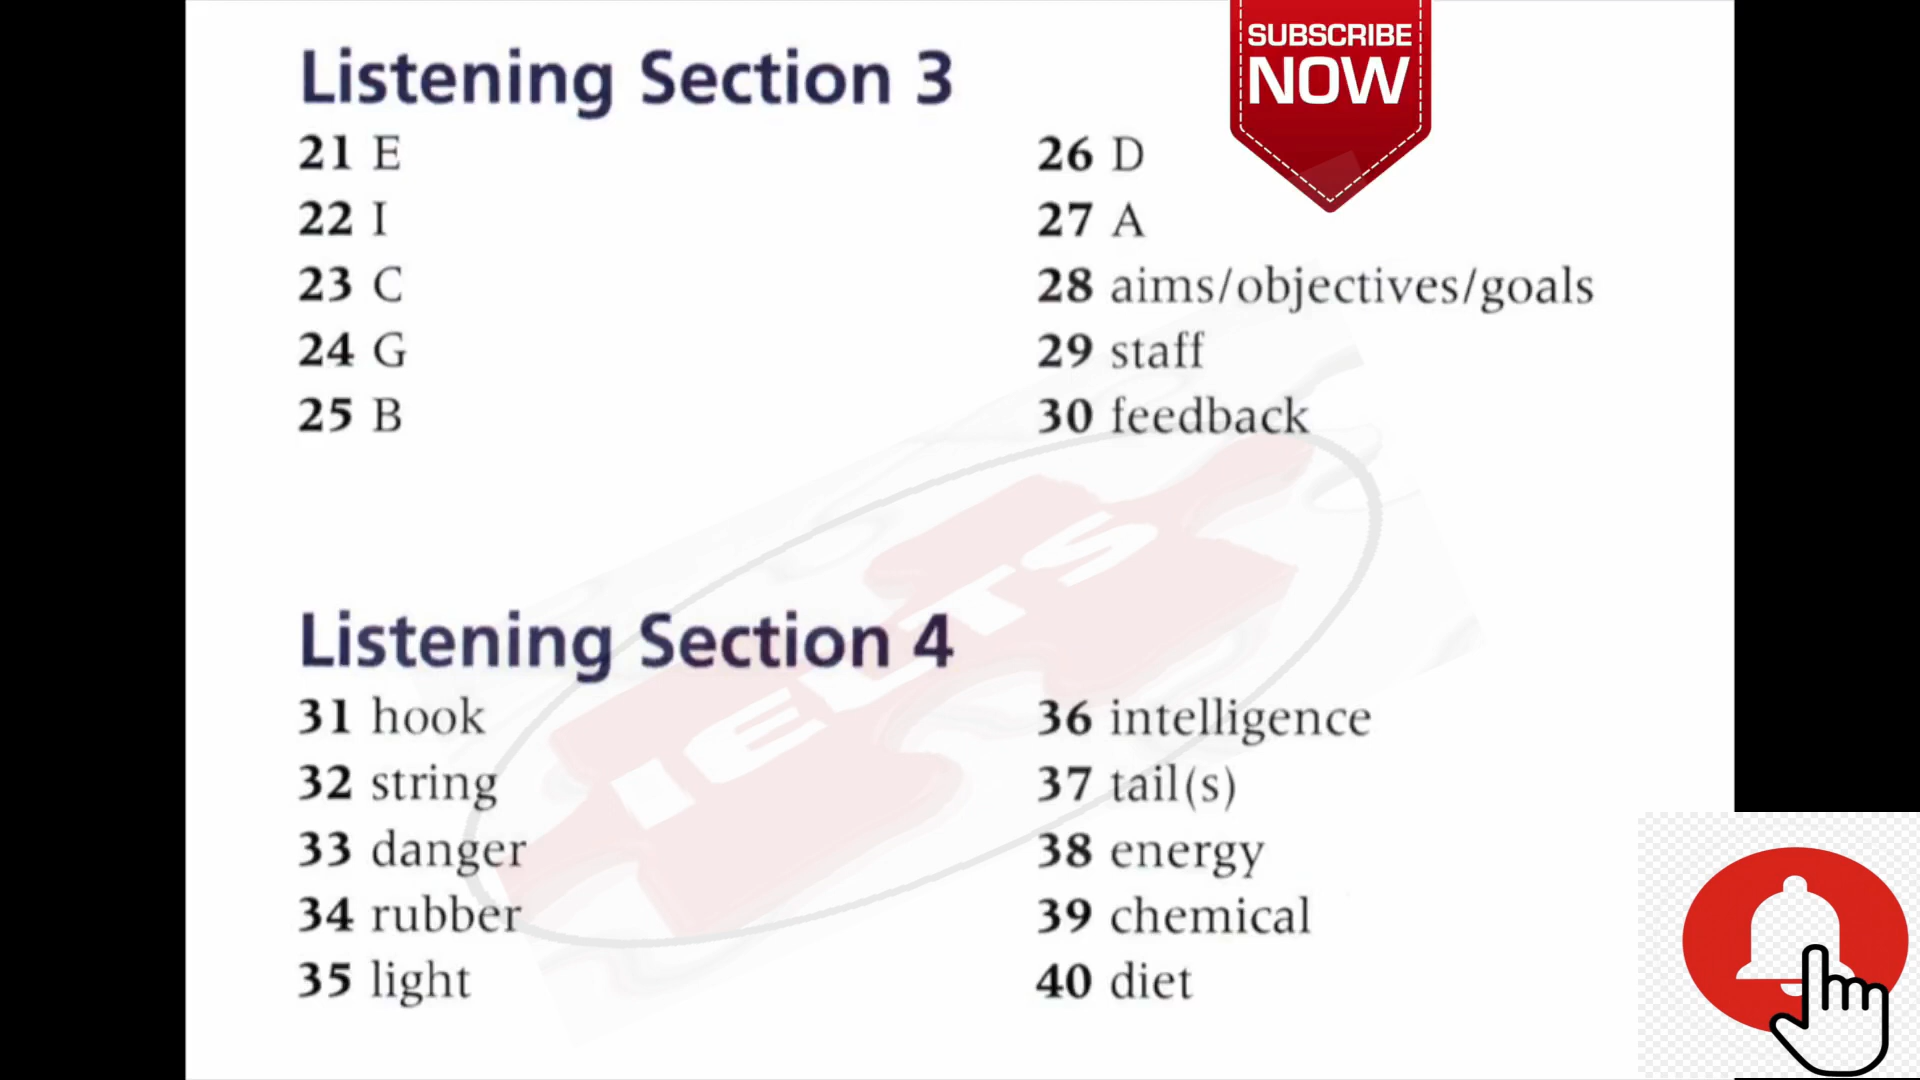 Listening Section 3
21 E
22 I
23 C
24 G
25 B
26 D
27 A
28 aims/objectives/goals
29 staff
30 feedback
SUBSCRIBE
NOW
Listening Section 4
31 hook
32 string
33 danger
34 rubber
35 light
36 intelligence
37 tail(s)
38 energy
39 chemical
40 diet
IELTS